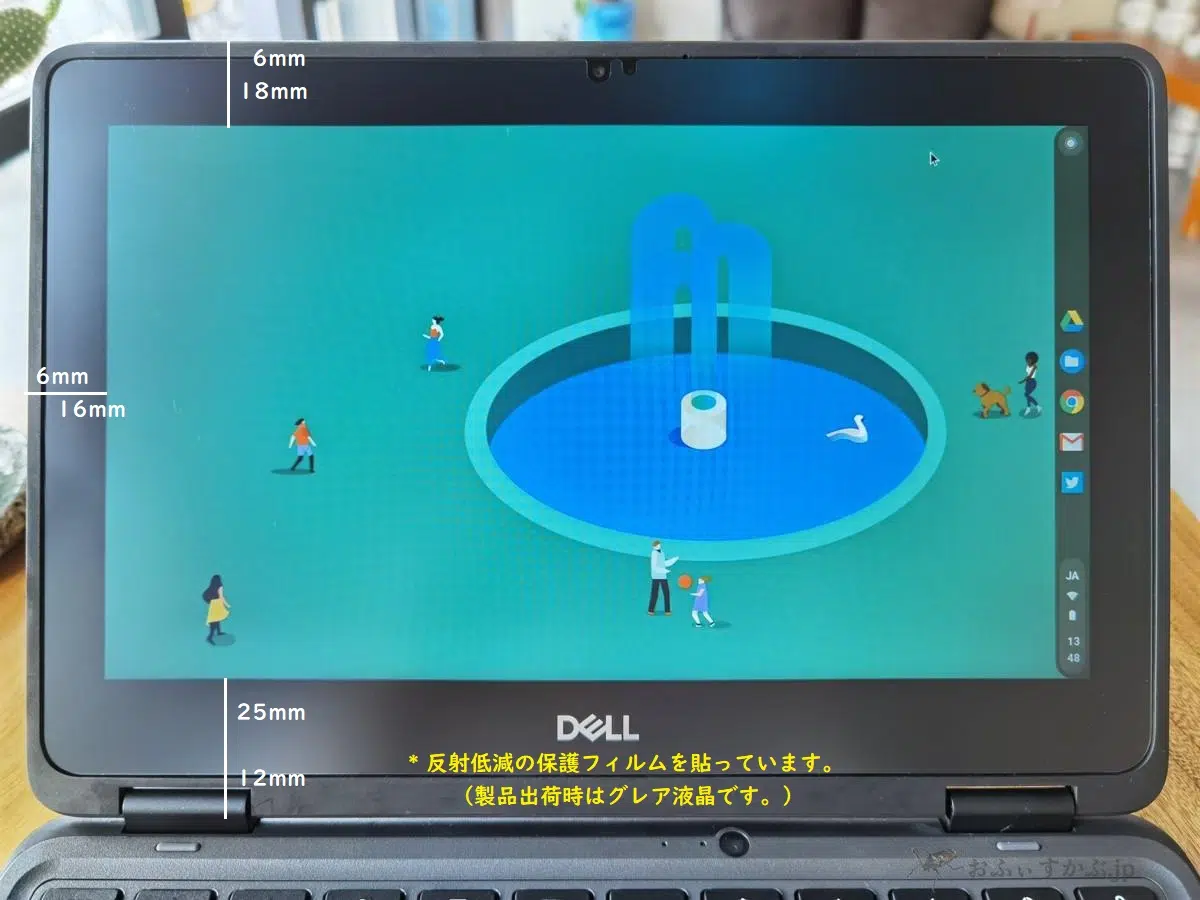 6mm
18mm
6mm
16mm
JA
13
48
25mm
DELL
* 反射低減の保護フィルムを貼っています。
12mm
（製品出荷時はグレア液晶です。）
おふぃすかぶ.jp